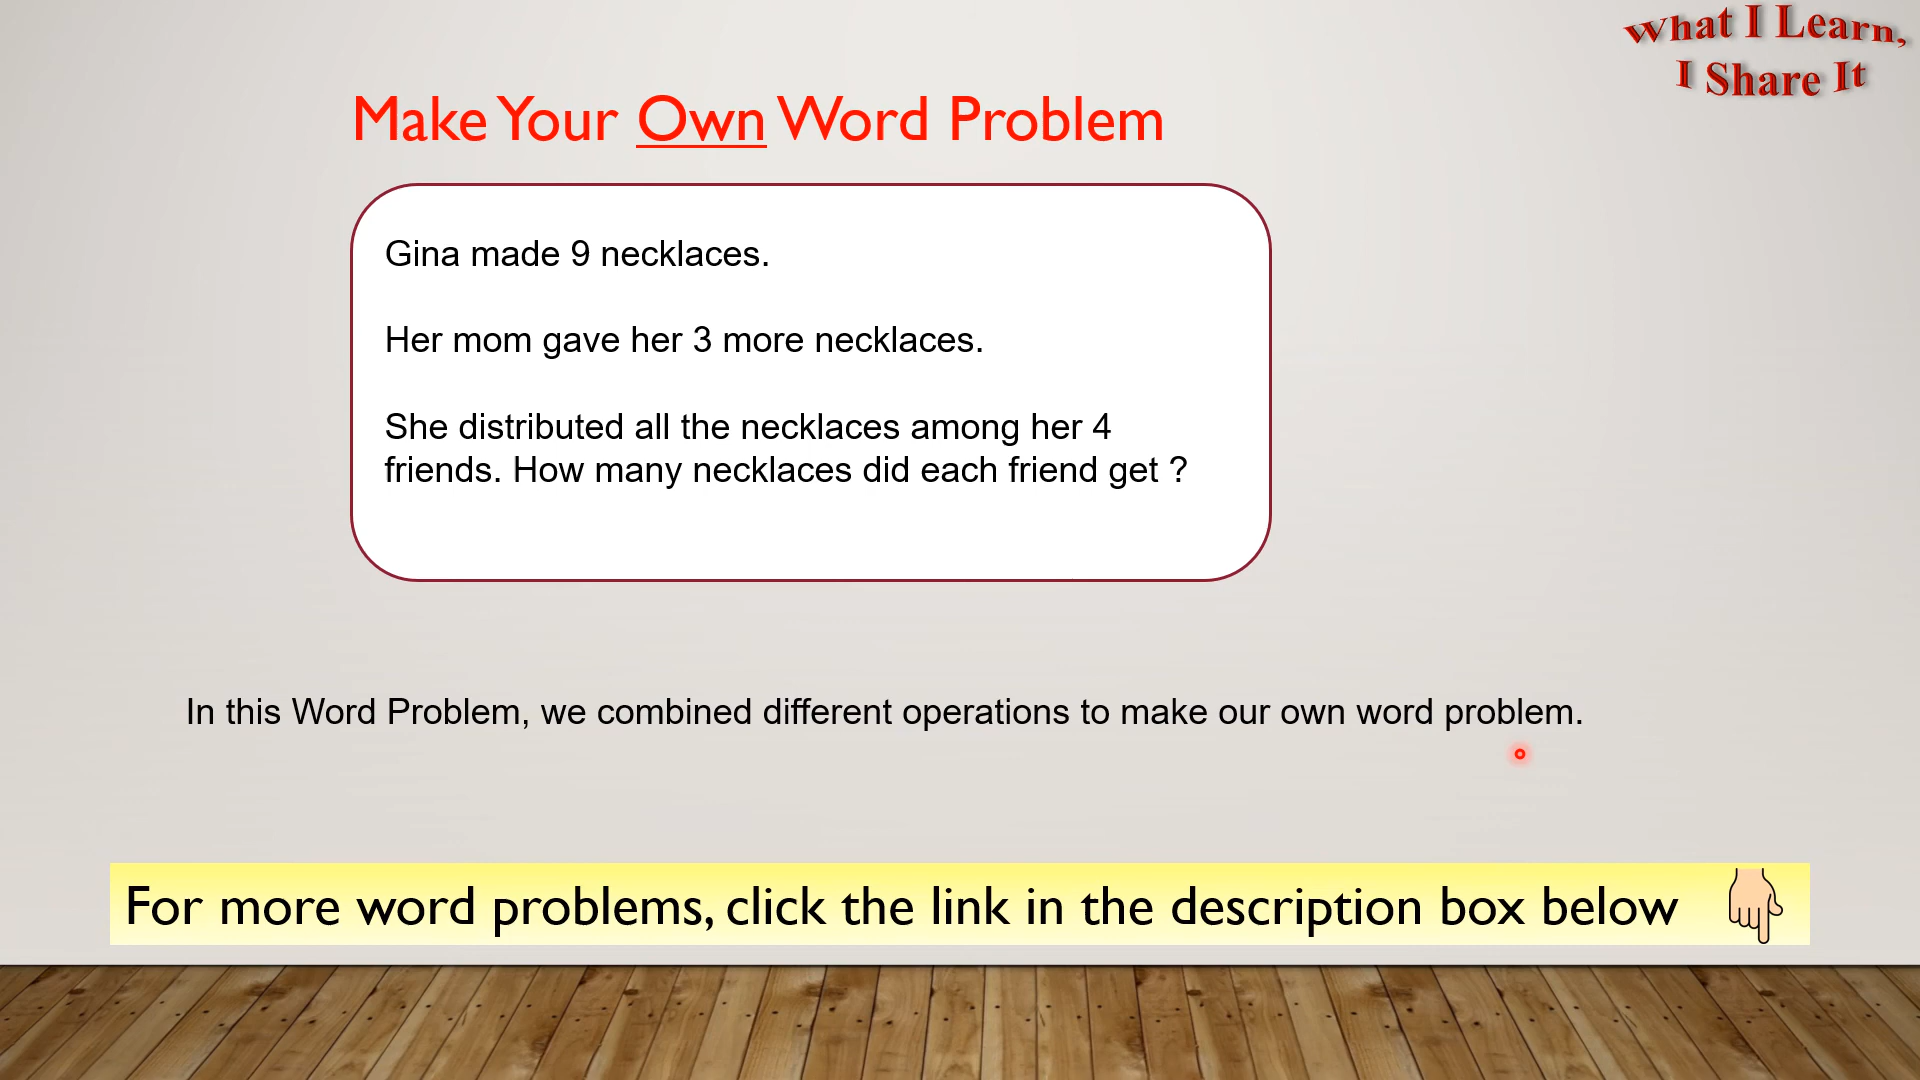 What I Learn,
I Share It
Make Your Own Word Problem
Gina made 9 necklaces.
Her mom gave her 3 more necklaces.
She distributed all the necklaces among her 4
friends. How many necklaces did each friend get ?
In this Word Problem, we combined different operations to make our own word problem.
For more word problems, click the link in the description box below